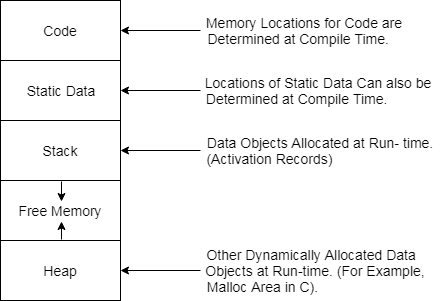 Code
Memory Locations for Code are
Determined at Compile Time.
Static Data
Locations of Static Data Can also be
Determined at Compile Time.
Stack
Data Objects Allocated at Run- time.
(Activation Records)
Free Memory
Heap
Other Dynamically Allocated Data
Objects at Run-time. (For Example,
Malloc Area in C).